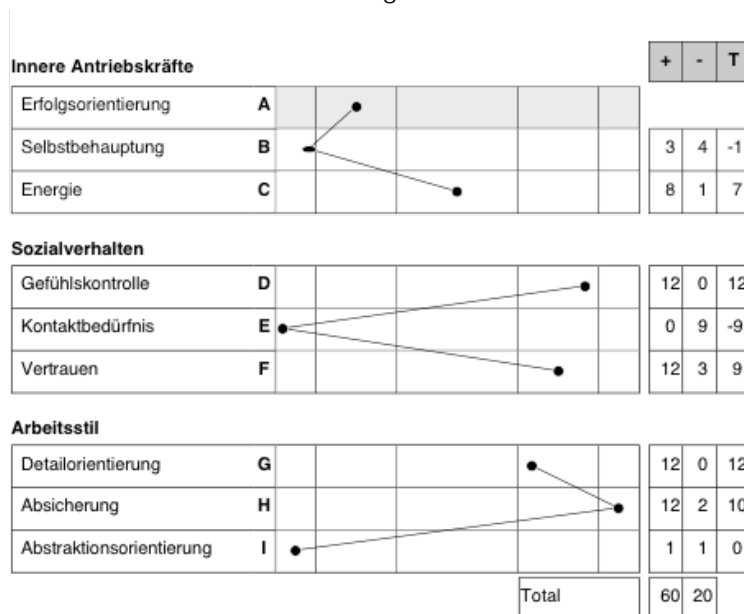 + - T
Innere Antriebskräfte
Erfolgsorientierung A
Selbstbehauptung B 3 4 -1
Energie C 8 1 7
Sozialverhalten
Gefühlskontrolle D 12 0 12
Kontaktbedürfnis E 0 9 -9
Vertrauen F 12 3 9
Arbeitsstil
Detailorientierung G 12 0 12
Absicherung H 12 2 10
Abstraktionsorientierung I 1 1 0
Total 60 20